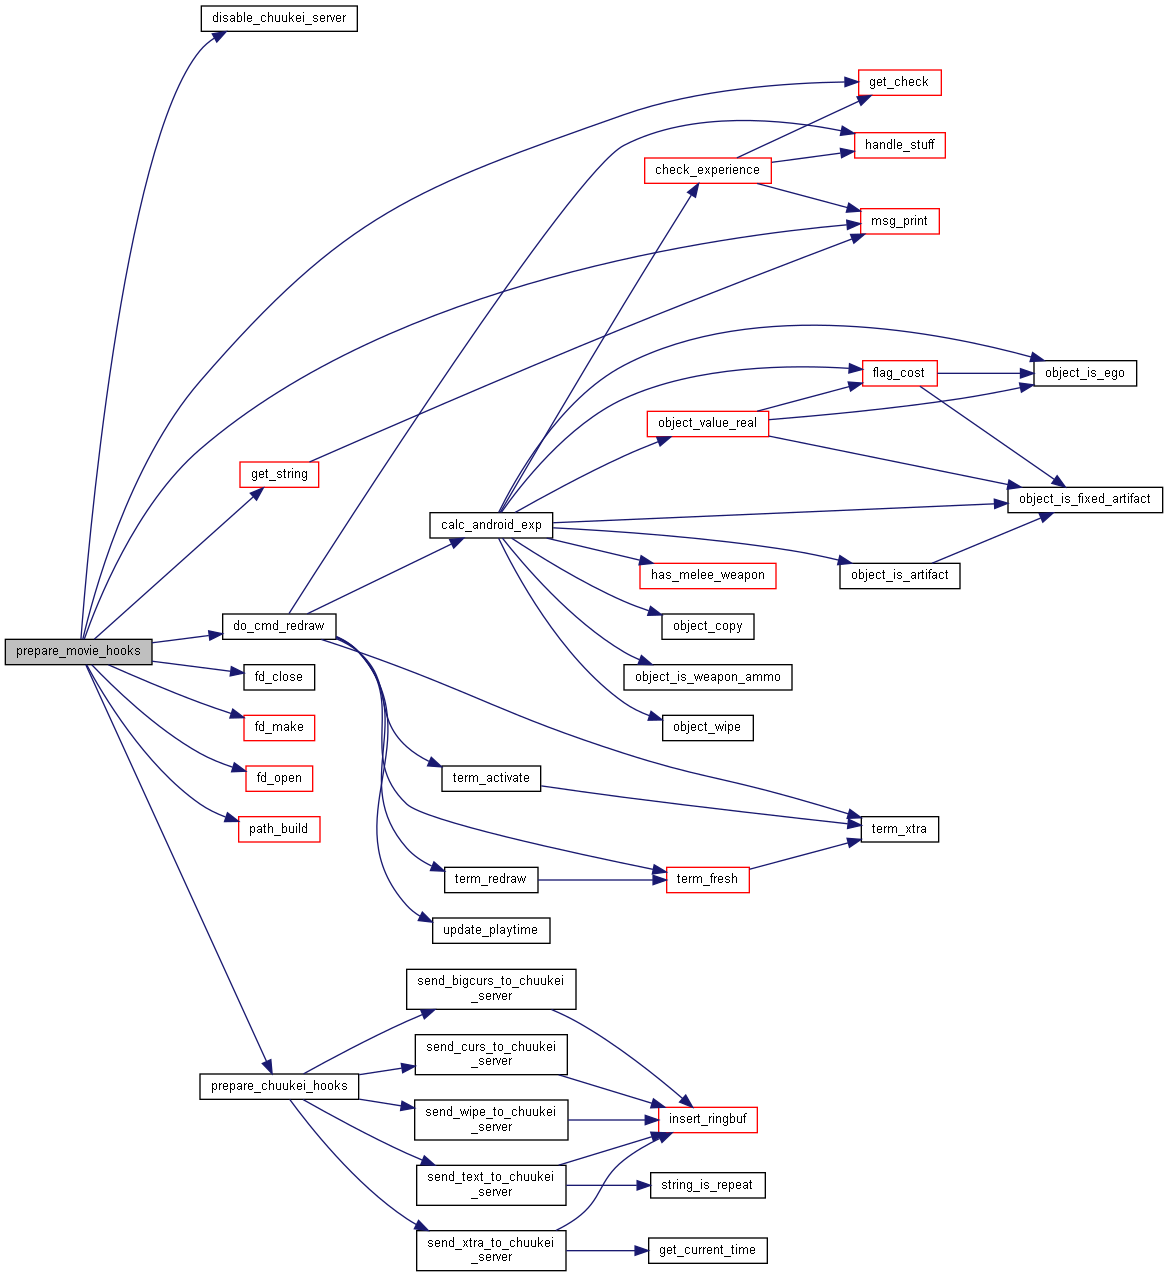 disable_chuukei_server
get_check
handle_stuff
check_experience
msg_print
object_is_ego
flag_cost
object_value_real
get_string
object_is_fixed_artifact
calc_android_exp
has_melee_weapon
object_is_artifact
do_cmd_redraw
object_copy
prepare_movie_hooks
fd_close
object_is_weapon_ammo
fd_make
object_wipe
fd_open
term_activate
path_build
term_xtra
term_redraw
term_fresh
update_playtime
send_bigcurs_to_chuukei
_server
send_curs_to_chuukei
_server
prepare_chuukei_hooks
send_wipe_to_chuukei
_server
insert_ringbuf
send_text_to_chuukei
_server
string_is_repeat
send_xtra_to_chuukei
_server
get_current_time